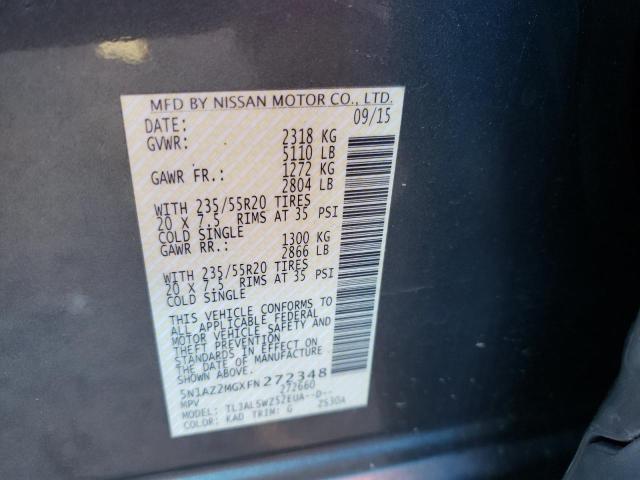 MFD BY NISSAN MOTOR CO., LTD.
DATE: 09/15
GVWR: 2318 KG
5110 LB
GAWR FR.: 1272 KG
2804 LB
WITH 235/55R20 TIRES
20 X 7.5 RIMS AT 35 PSI
COLD SINGLE
GAWR RR.: 1300 KG
2866 LB
WITH 235/55R20 TIRES
20 X 7.5 RIMS AT 35 PSI
COLD SINGLE
THIS VEHICLE CONFORMS TO
ALL APPLICABLE FEDERAL
MOTOR VEHICLE SAFETY AND
THEFT PREVENTION
STANDARDS IN EFFECT ON
THE DATE OF MANUFACTURE
SHOWN ABOVE.
5N1AZ2MGXFN272348
MPV 272660
MODEL: TL3ALSWZ52EUA--D--
COLOR: KAD TRIM: G 2530A